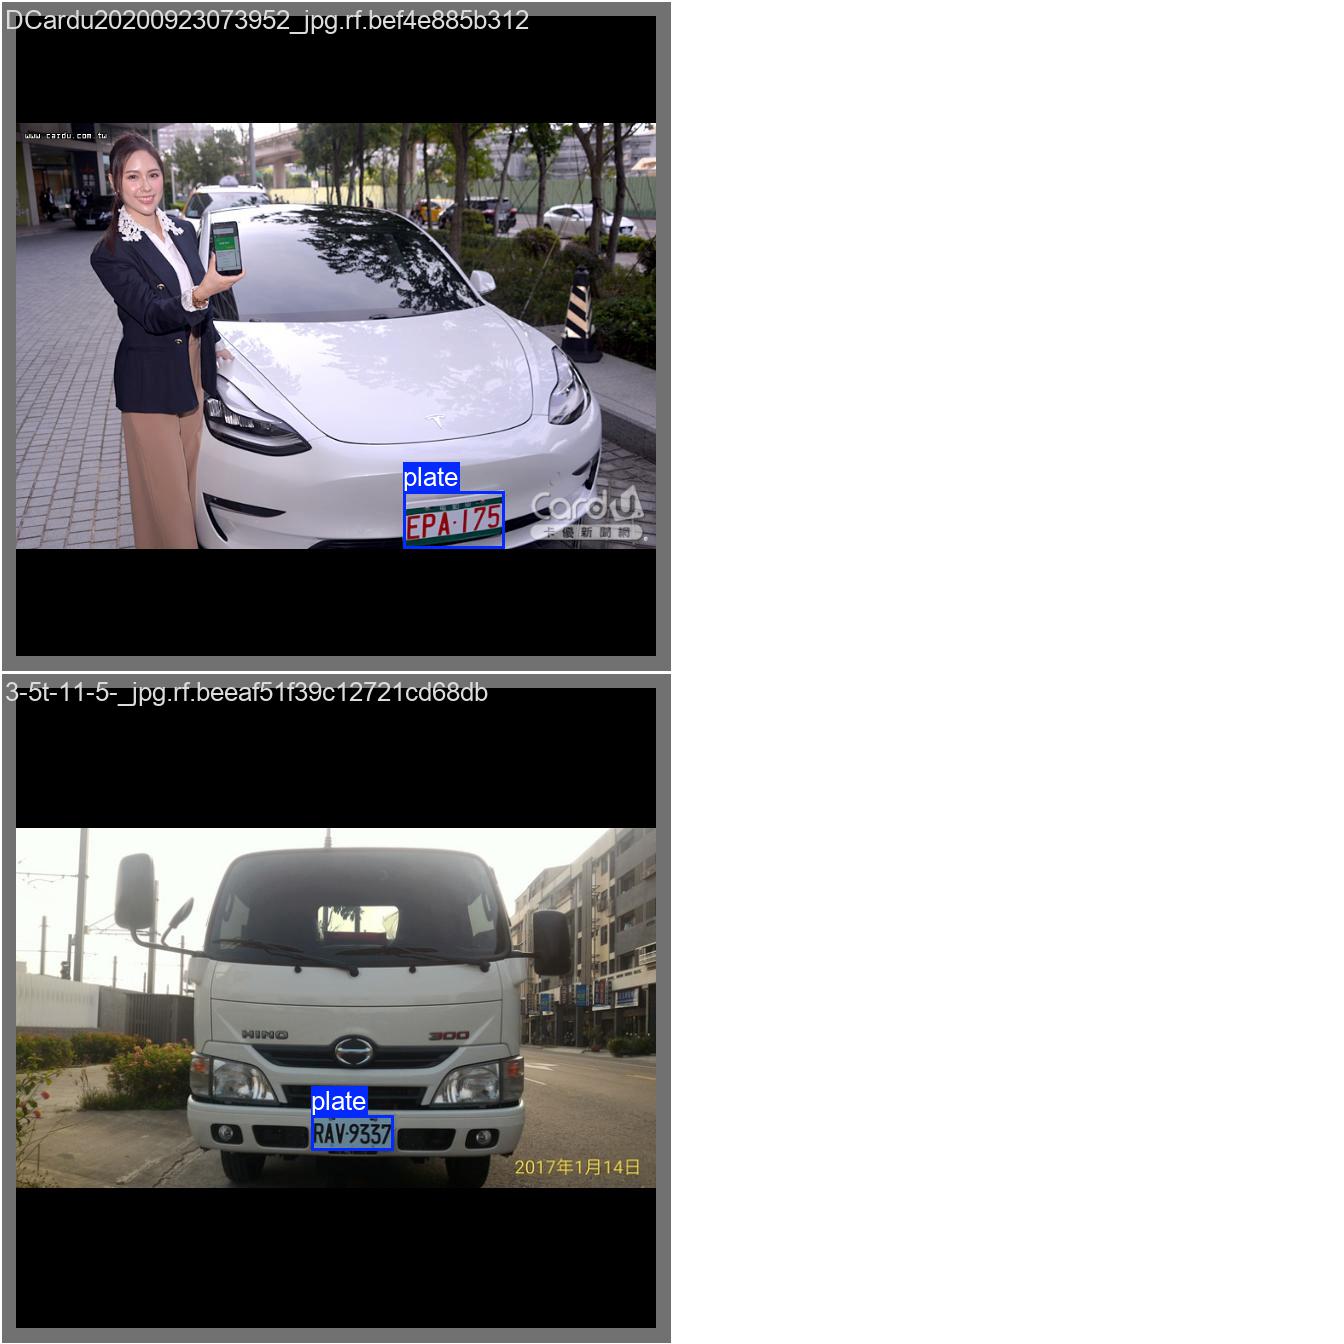 DCardu20200923073952_jpg.rf.bef4e885b312
www.cardu.com.tw
plate
EPA·175
CardU
卡優新聞網
3-5t-11-5-_jpg.rf.beeaf51f39c12721cd68db
HINO
300
plate
RAV·9337
2017年1月14日